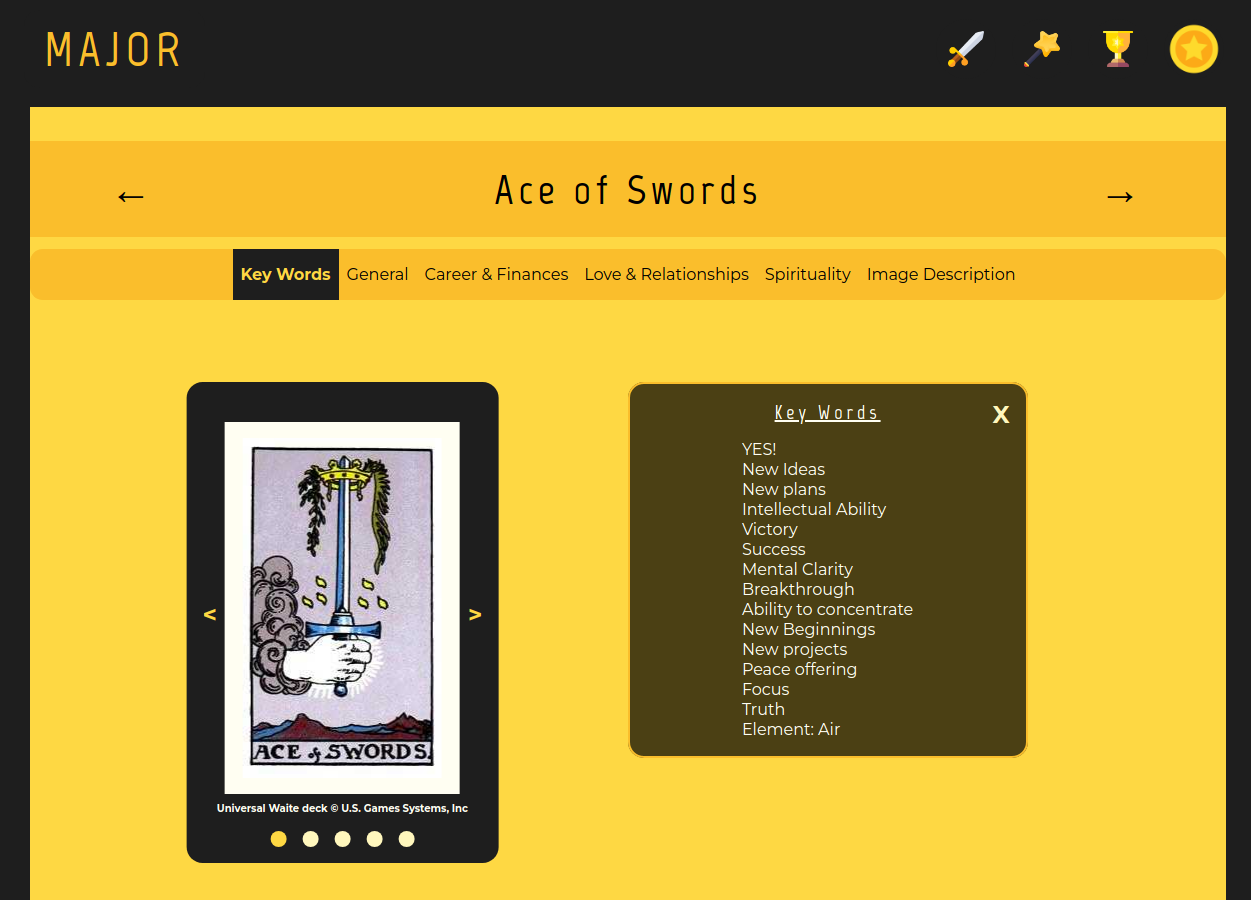 MAJOR
← Ace of Swords →
Key Words General Career & Finances Love & Relationships Spirituality Image Description
Key Words X
YES!
New Ideas
New plans
Intellectual Ability
Victory
Success
Mental Clarity
Breakthrough
Ability to concentrate
New Beginnings
New projects
Peace offering
Focus
Truth
Element: Air
< >
ACE of SWORDS.
Universal Waite deck © U.S. Games Systems, Inc